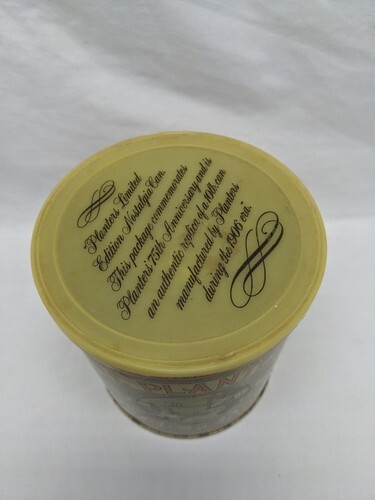 Planters Limited
Edition Nostalgia Can.
This package commemorates
Planters' 75th Anniversary and is
an authentic replica of a 10lb. can
manufactured by Planters
during the 1906 era.
PLAN